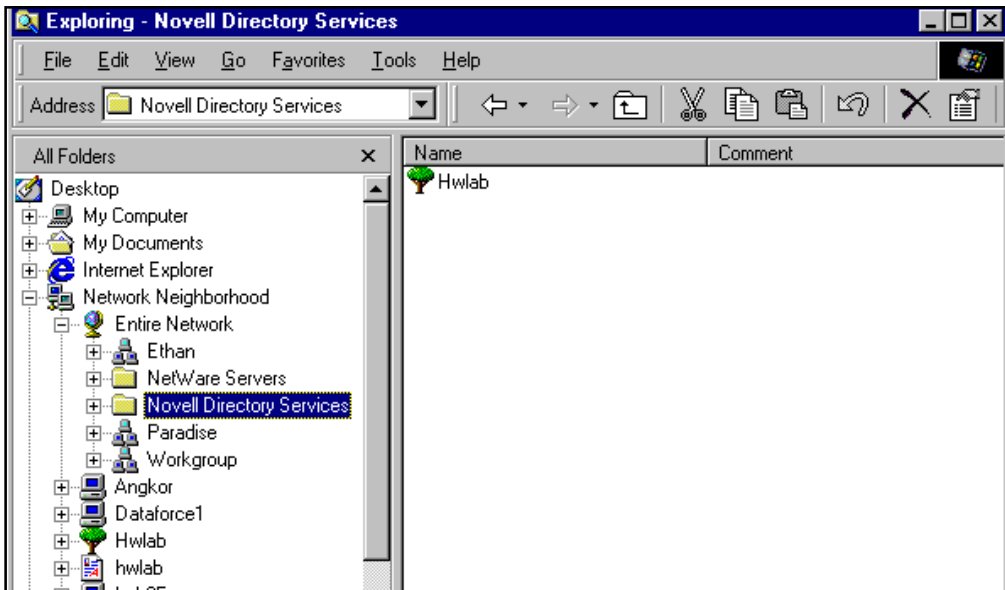 Exploring - Novell Directory Services
File Edit View Go Favorites Tools Help
Address Novell Directory Services
All Folders
Name Comment
Hwlab
Desktop
My Computer
My Documents
Internet Explorer
Network Neighborhood
Entire Network
Ethan
NetWare Servers
Novell Directory Services
Paradise
Workgroup
Angkor
Dataforce1
Hwlab
hwlab